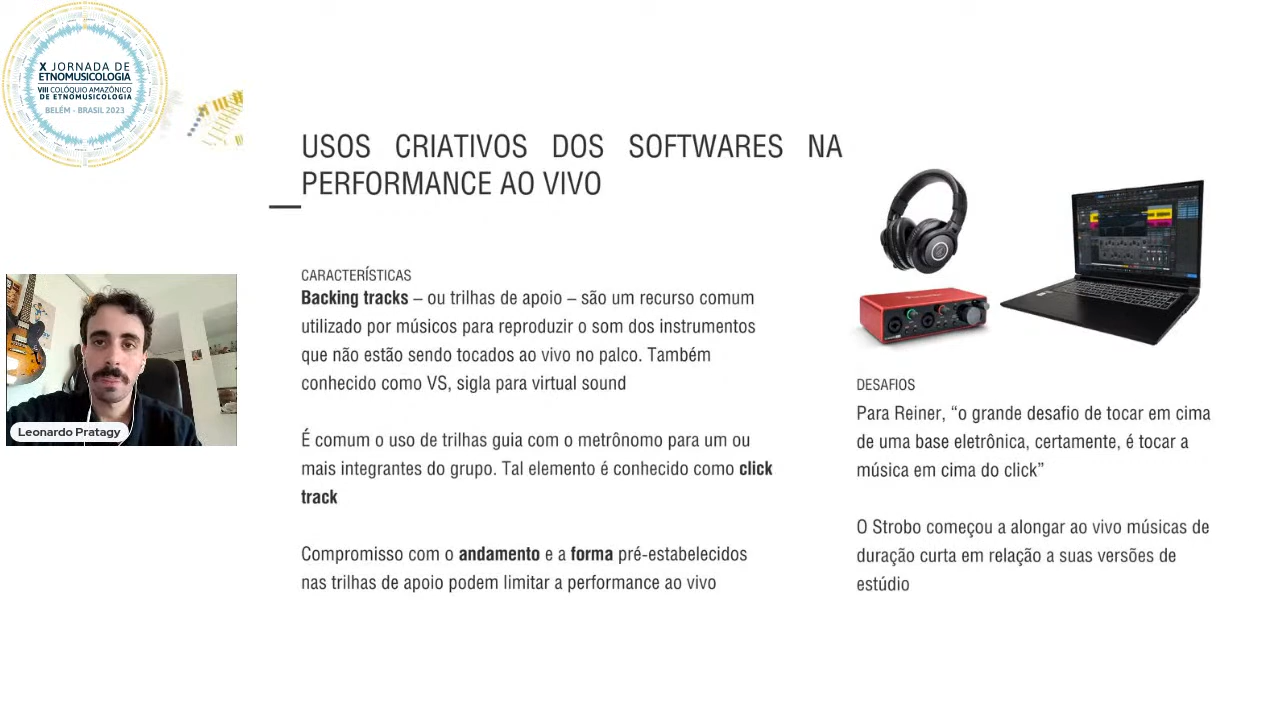 X JORNADA DE
ETNOMUSICOLOGIA
VIII COLÓQUIO AMAZÔNICO
DE ETNOMUSICOLOGIA
BELÉM - BRASIL 2023
USOS CRIATIVOS DOS SOFTWARES NA
PERFORMANCE AO VIVO
CARACTERÍSTICAS
Backing tracks – ou trilhas de apoio – são um recurso comum
utilizado por músicos para reproduzir o som dos instrumentos
que não estão sendo tocados ao vivo no palco. Também
conhecido como VS, sigla para virtual sound
É comum o uso de trilhas guia com o metrônomo para um ou
mais integrantes do grupo. Tal elemento é conhecido como click
track
Compromisso com o andamento e a forma pré-estabelecidos
nas trilhas de apoio podem limitar a performance ao vivo
DESAFIOS
Para Reiner, “o grande desafio de tocar em cima
de uma base eletrônica, certamente, é tocar a
música em cima do click”
O Strobo começou a alongar ao vivo músicas de
duração curta em relação a suas versões de
estúdio
Leonardo Pratagy